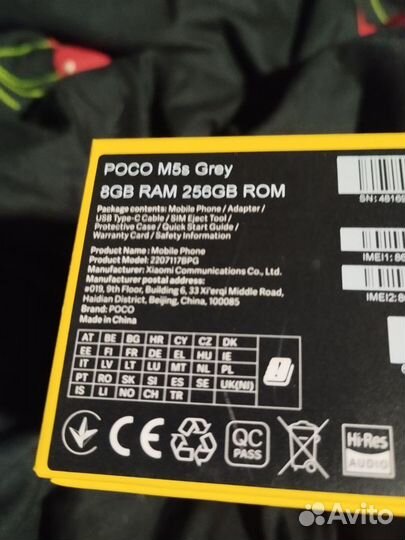 POCO M5s Grey
8GB RAM 256GB ROM
Package contents: Mobile Phone / Adapter /
USB Type-C Cable / SIM Eject Tool /
Protective Case / Quick Start Guide /
Warranty Card / Safety Information
Product Name: Mobile Phone
Product Model: 2207117BPG
Manufacturer: Xiaomi Communications Co., Ltd.
Manufacturer postal address:
#019, 9th Floor, Building 6, 33 Xi'erqi Middle Road,
Haidian District, Beijing, China, 100085
Brand: POCO
Made in China
SN: 48169
IMEI1: 86
IMEI2: 8
AT BE BG HR CY CZ DK
EE FI FR DE EL HU IE
IT LV LT LU MT NL PL
PT RO SK SI ES SE UK(NI)
IS LI NO CH TR
CE
QC
PASS
Hi-Res
AUDIO
Avito